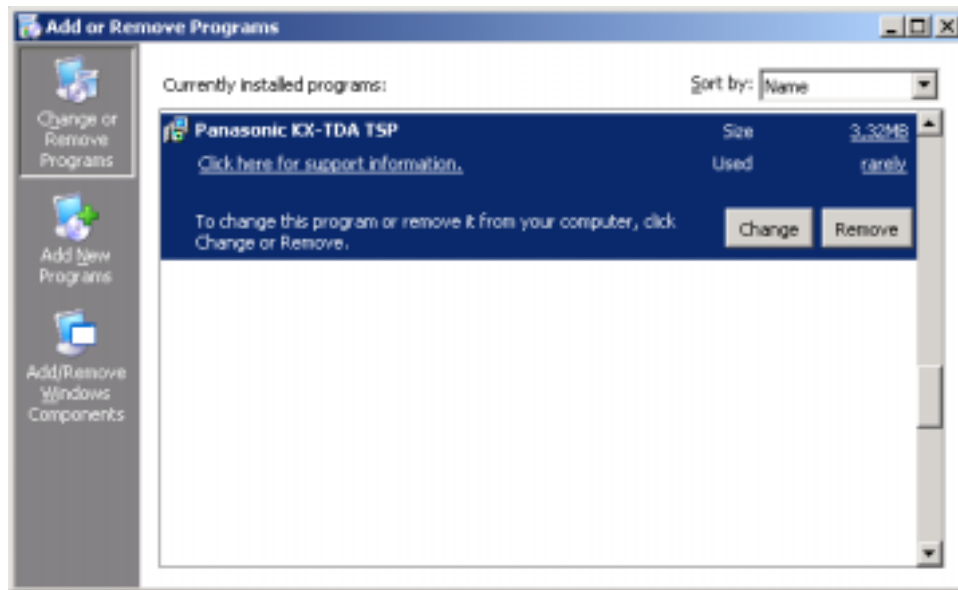 Add or Remove Programs
Change or
Remove
Programs
Add New
Programs
Add/Remove
Windows
Components
Currently installed programs:
Sort by: Name
Panasonic KX-TDA TSP
Size 3.32MB
Click here for support information.
Used rarely
To change this program or remove it from your computer, click
Change or Remove.
Change Remove